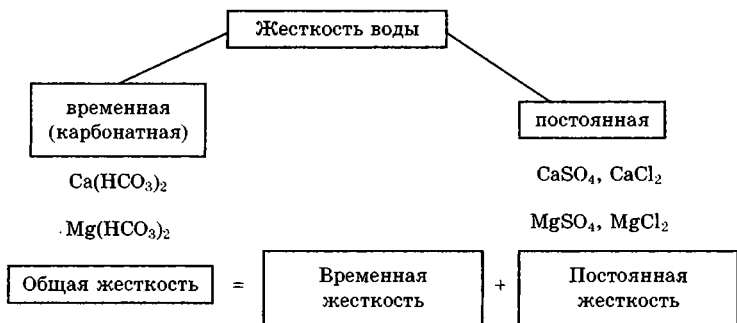 Жесткость воды
временная
(карбонатная)
постоянная
Ca(HCO₃)₂
CaSO₄, CaCl₂
Mg(HCO₃)₂
MgSO₄, MgCl₂
Общая жесткость = Временная жесткость + Постоянная жесткость